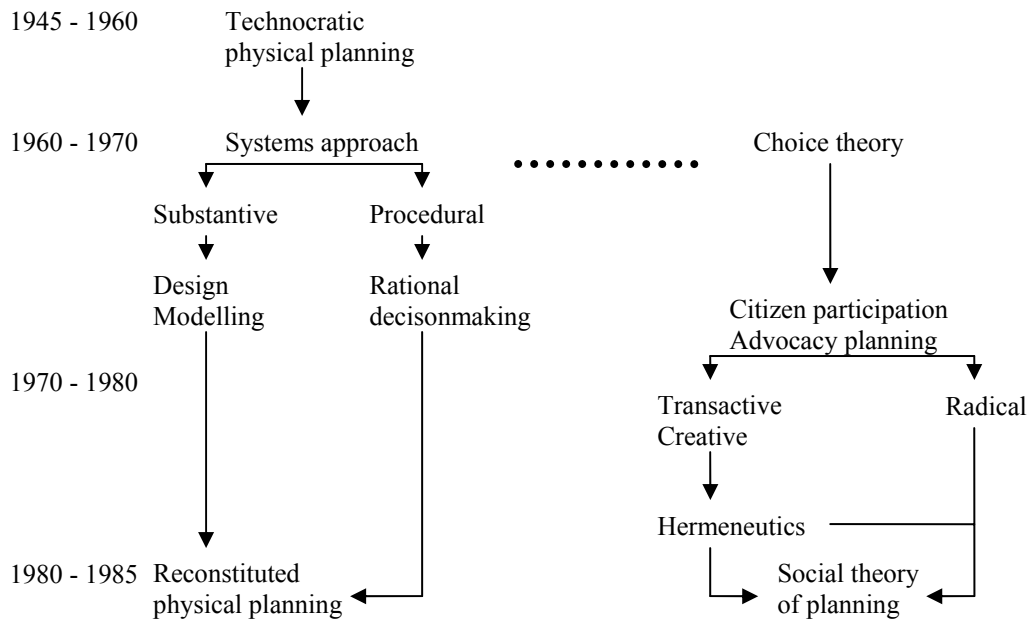 1945 - 1960
Technocratic
physical planning
1960 - 1970
Systems approach
Choice theory
Substantive
Procedural
Design
Modelling
Rational
decisonmaking
Citizen participation
Advocacy planning
1970 - 1980
Transactive
Creative
Radical
Hermeneutics
1980 - 1985
Reconstituted
physical planning
Social theory
of planning